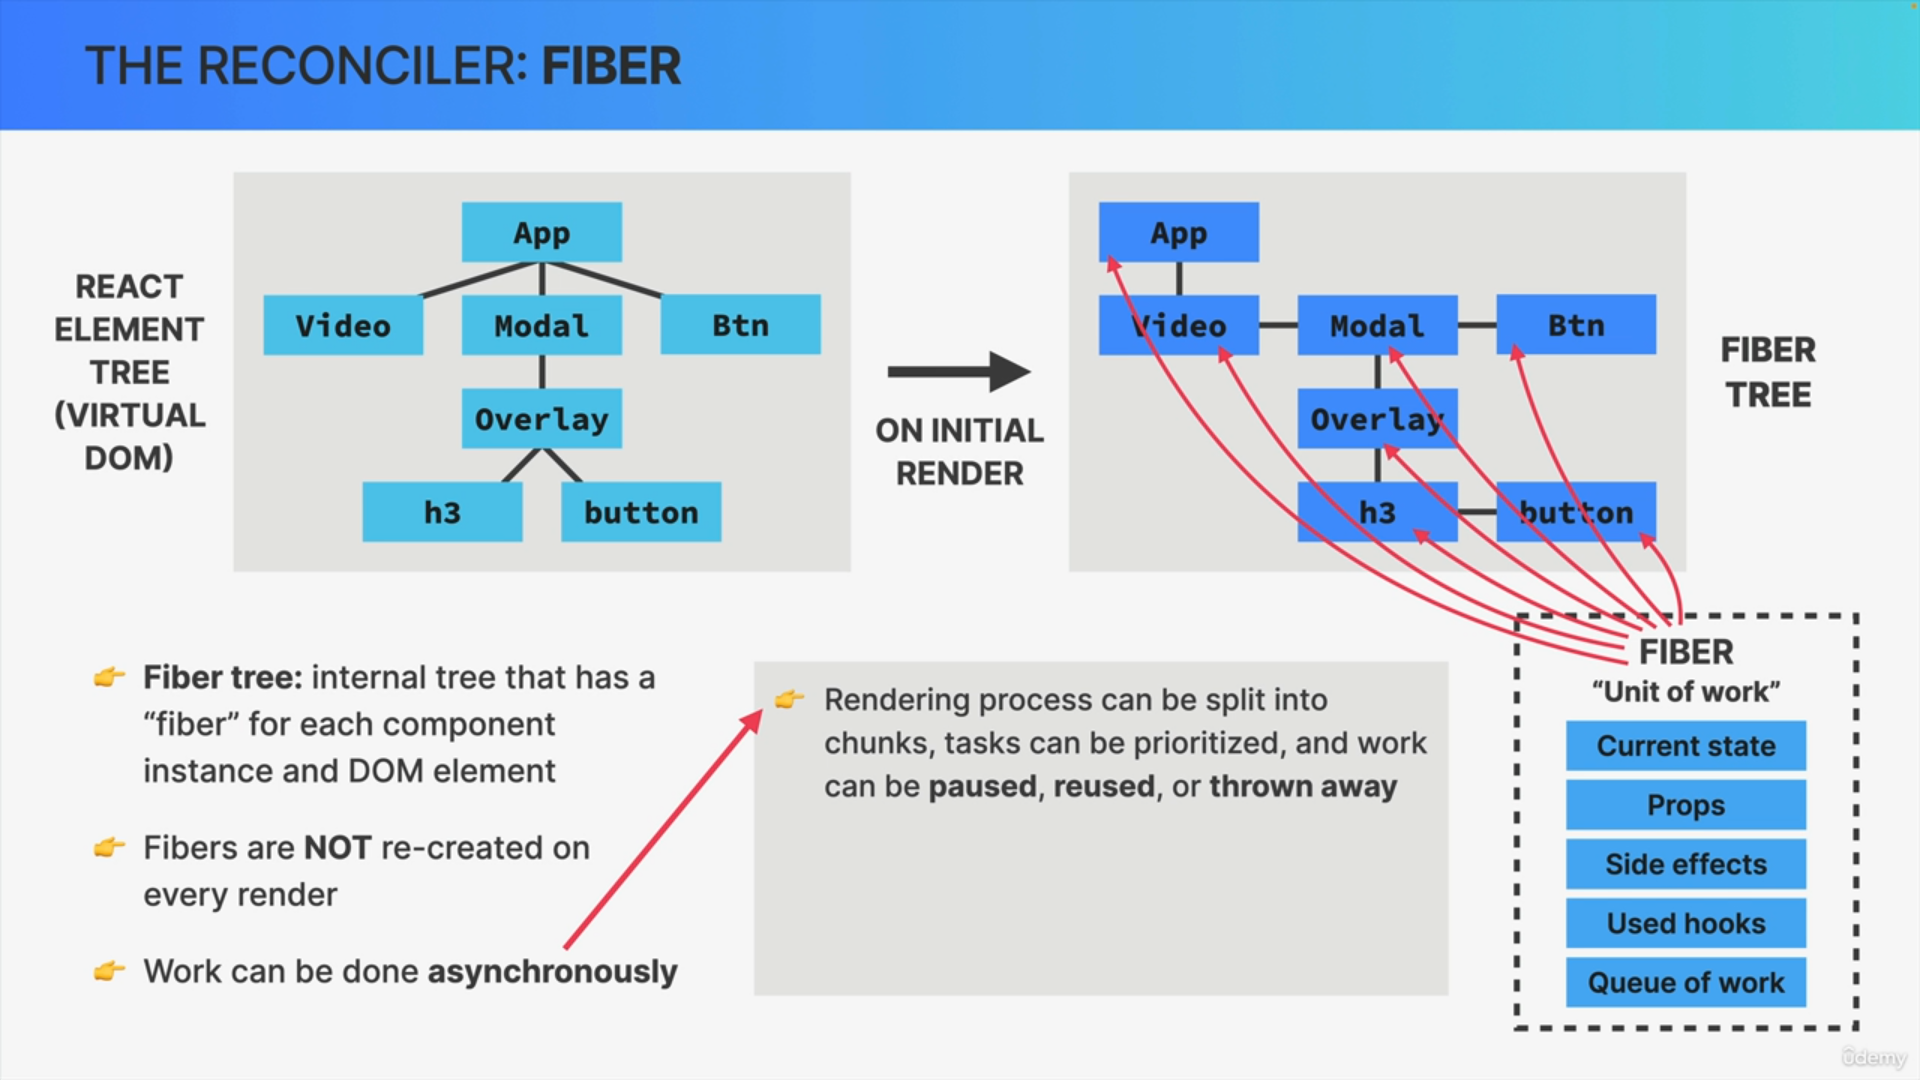 THE RECONCILER: FIBER
REACT
ELEMENT
TREE
(VIRTUAL
DOM)
App
Video Modal Btn
Overlay
h3 button
ON INITIAL
RENDER
App
Video Modal Btn
Overlay
h3 button
FIBER
TREE
👉 Fiber tree: internal tree that has a
“fiber” for each component
instance and DOM element
👉 Fibers are NOT re-created on
every render
👉 Work can be done asynchronously
👉 Rendering process can be split into
chunks, tasks can be prioritized, and work
can be paused, reused, or thrown away
FIBER
“Unit of work”
Current state
Props
Side effects
Used hooks
Queue of work
ûdemy